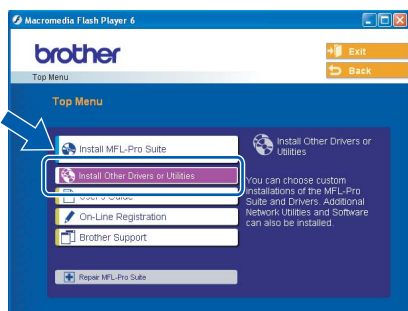 Macromedia Flash Player 6
brother
Exit
Back
Top Menu
Top Menu
Install MFL-Pro Suite
Install Other Drivers or Utilities
User's Guide
On-Line Registration
Brother Support
Repair MFL-Pro Suite
Install Other Drivers or
Utilities
You can choose custom
installations of the MFL-Pro
Suite and Drivers. Additional
Network Utilities and Software
can also be installed.